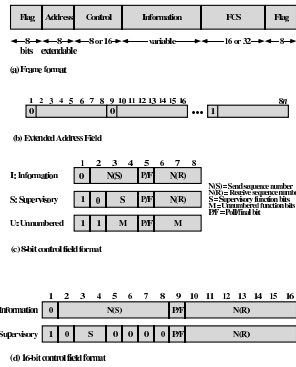 Flag Address Control Information FCS Flag
8 bits 8 extendable 8 or 16 variable 16 or 32 8
(a) Frame format
1 2 3 4 5 6 7 8 9 10 11 12 13 14 15 16 8n
0 0 ••• 1
(b) Extended Address Field
1 2 3 4 5 6 7 8
I: Information 0 N(S) P/F N(R)
S: Supervisory 1 0 S P/F N(R)
U: Unnumbered 1 1 M P/F M
N(S) = Send sequence number
N(R) = Receive sequence number
S = Supervisory function bits
M = Unnumbered function bits
P/F = Poll/final bit
(c) 8-bit control field format
1 2 3 4 5 6 7 8 9 10 11 12 13 14 15 16
Information 0 N(S) P/F N(R)
Supervisory 1 0 S 0 0 0 0 P/F N(R)
(d) 16-bit control field format